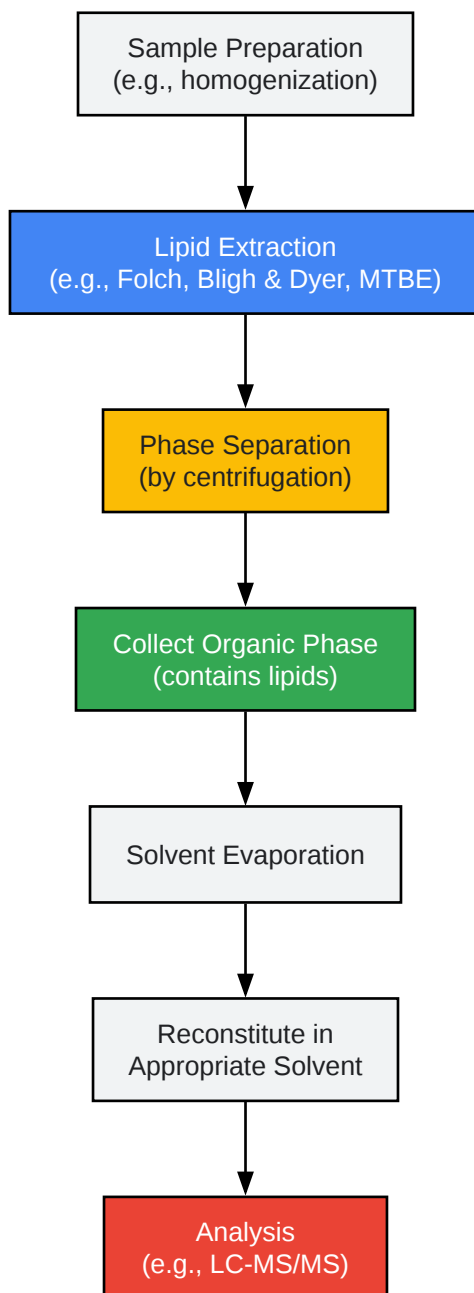 Sample Preparation
(e.g., homogenization)
Lipid Extraction
(e.g., Folch, Bligh & Dyer, MTBE)
Phase Separation
(by centrifugation)
Collect Organic Phase
(contains lipids)
Solvent Evaporation
Reconstitute in
Appropriate Solvent
Analysis
(e.g., LC-MS/MS)